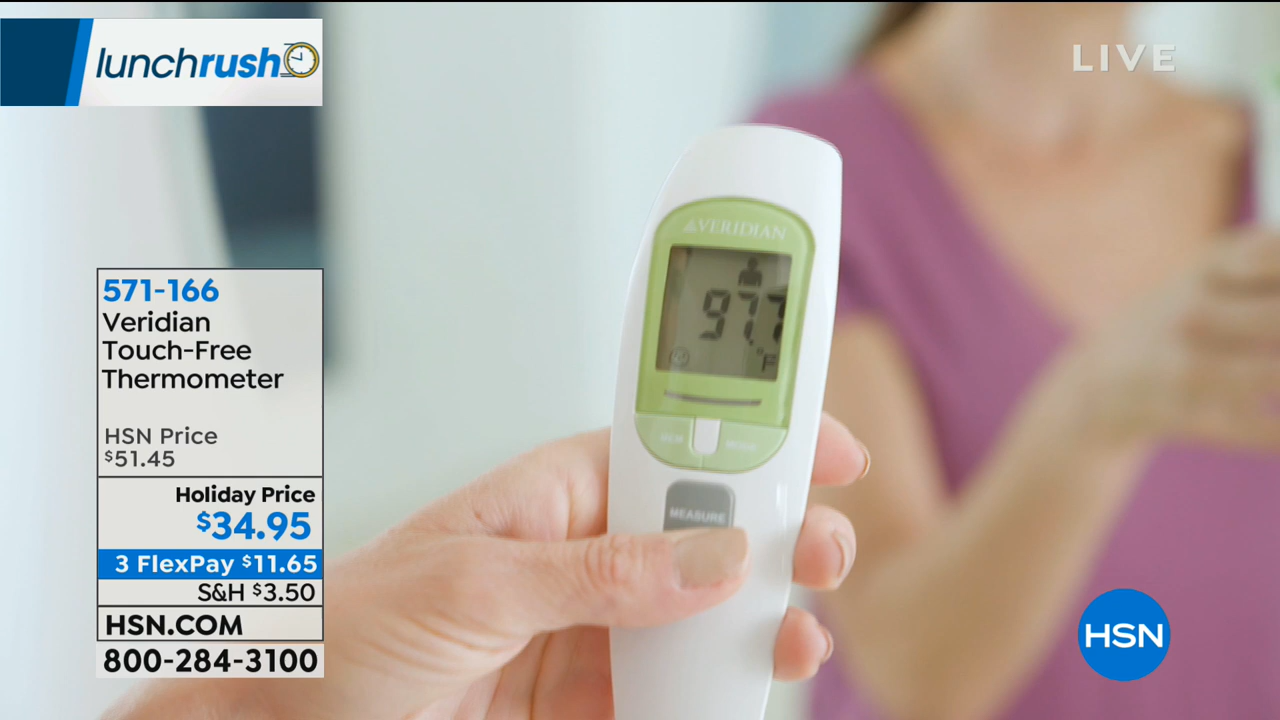 lunchrush
LIVE
VERIDIAN
97.7
°F
MEM
MEASURE
571-166
Veridian
Touch-Free
Thermometer
HSN Price
$51.45
Holiday Price
$34.95
3 FlexPay $11.65
S&H $3.50
HSN.COM
800-284-3100
HSN